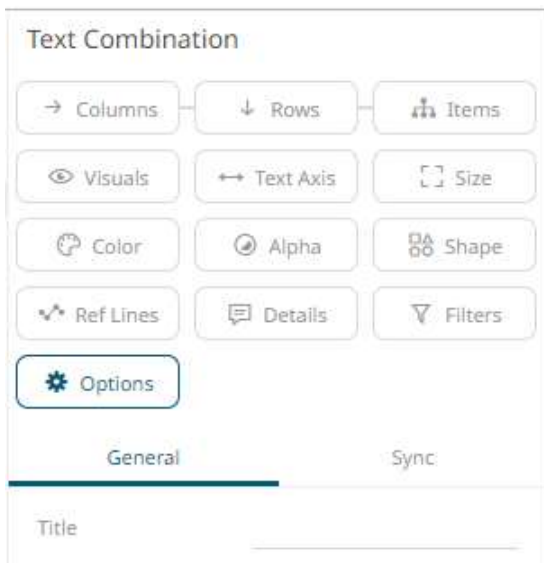 Text Combination
Columns Rows Items
Visuals Text Axis Size
Color Alpha Shape
Ref Lines Details Filters
Options
General Sync
Title